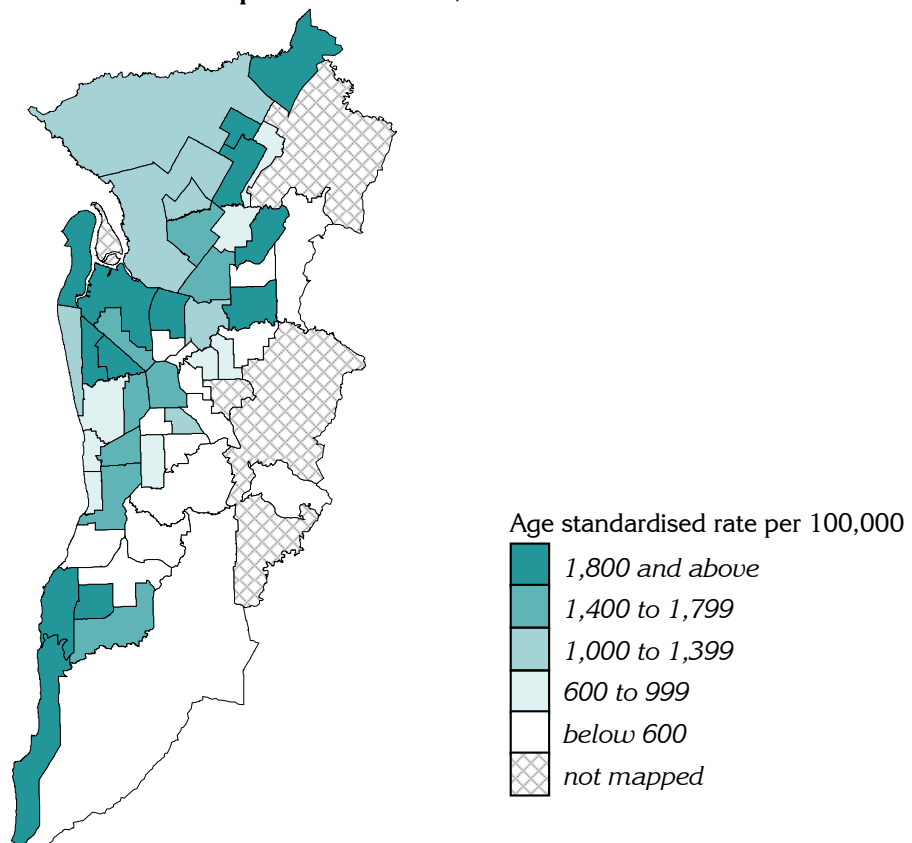 Age standardised rate per 100,000
1,800 and above
1,400 to 1,799
1,000 to 1,399
600 to 999
below 600
not mapped